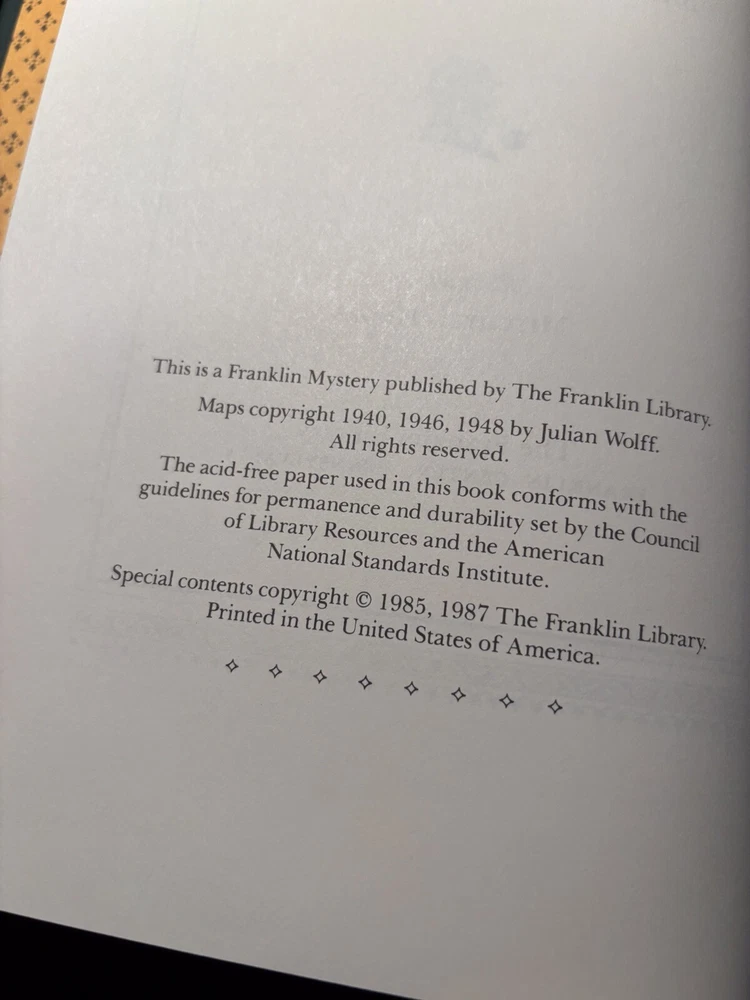 This is a Franklin Mystery published by The Franklin Library.
Maps copyright 1940, 1946, 1948 by Julian Wolff.
All rights reserved.
The acid-free paper used in this book conforms with the
guidelines for permanence and durability set by the Council
of Library Resources and the American
National Standards Institute.
Special contents copyright © 1985, 1987 The Franklin Library.
Printed in the United States of America.